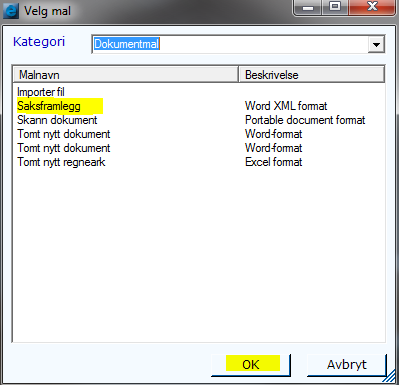 Velg mal
Kategori Dokumentmal
Malnavn Beskrivelse
Importer fil
Saksframlegg Word XML format
Skann dokument Portable document format
Tomt nytt dokument Word-format
Tomt nytt dokument Word-format
Tomt nytt regneark Excel format
OK Avbryt